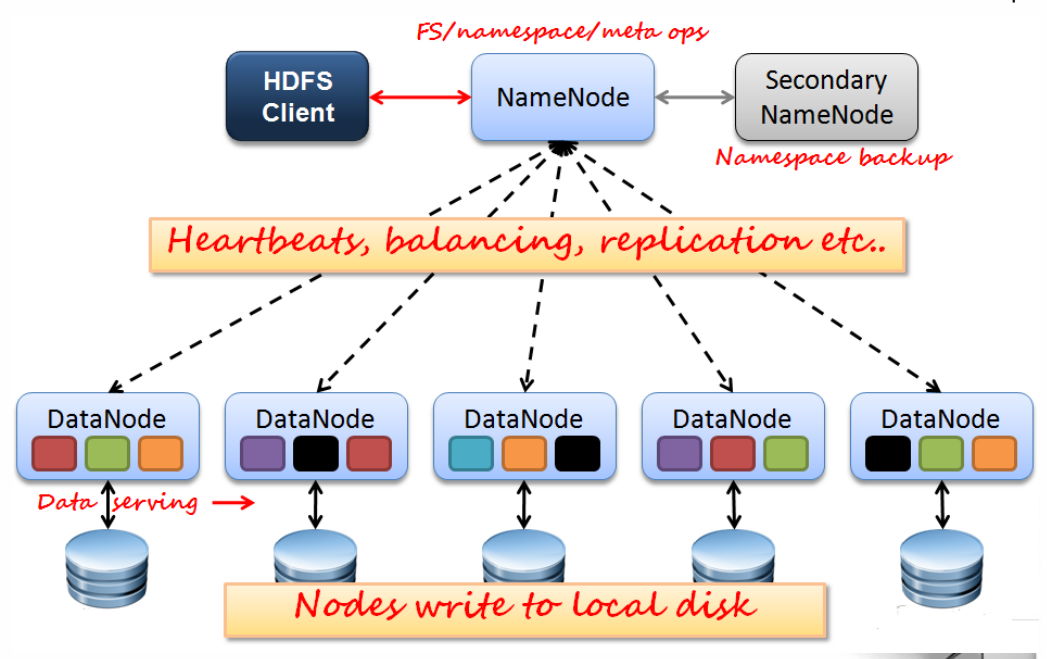 FS/namespace/meta ops
HDFS
Client
NameNode
Secondary
NameNode
Namespace backup
Heartbeats, balancing, replication etc..
DataNode
DataNode
DataNode
DataNode
DataNode
Data serving
Nodes write to local disk